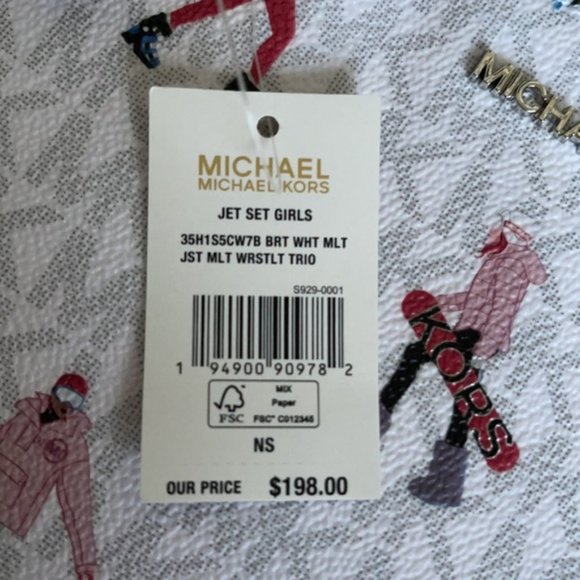 MICHAEL
MICHAEL KORS
JET SET GIRLS
35H1S5CW7B BRT WHT MLT
JST MLT WRSTLT TRIO
S929-0001
1 94900 90978 2
FSC
MIX
Paper
FSC™ C012345
NS
OUR PRICE $198.00
MICHA
KORS